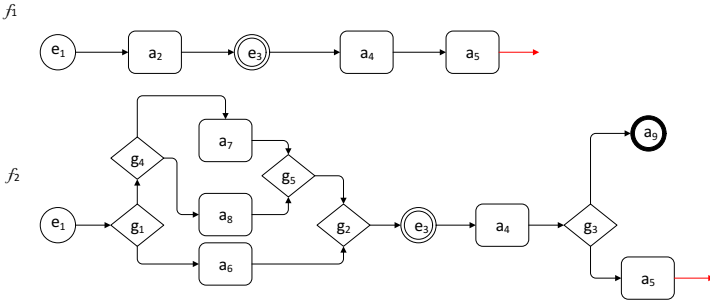 f₁
e₁ a₂ e₃ a₄ a₅
a₉
g₄ a₇
g₅
f₂
e₁ g₁ a₈ g₂ e₃ a₄ g₃
a₆ a₅